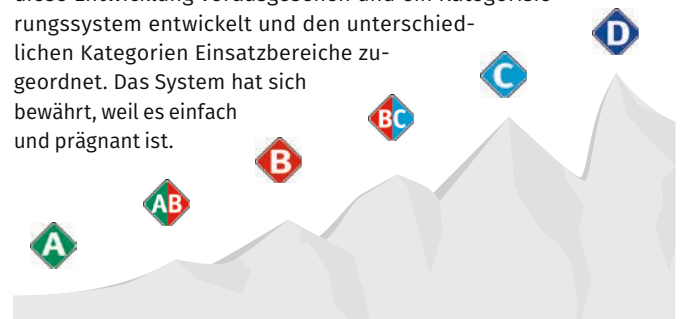 rungssystem entwickelt und den unterschied-
lichen Kategorien Einsatzbereiche zu-
geordnet. Das System hat sich
bewährt, weil es einfach
und prägnant ist.
D
C
BC
B
AB
A